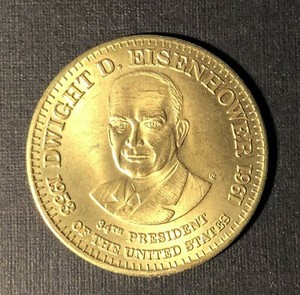 DWIGHT D. EISENHOWER
1953 1961
34TH PRESIDENT
OF THE UNITED STATES